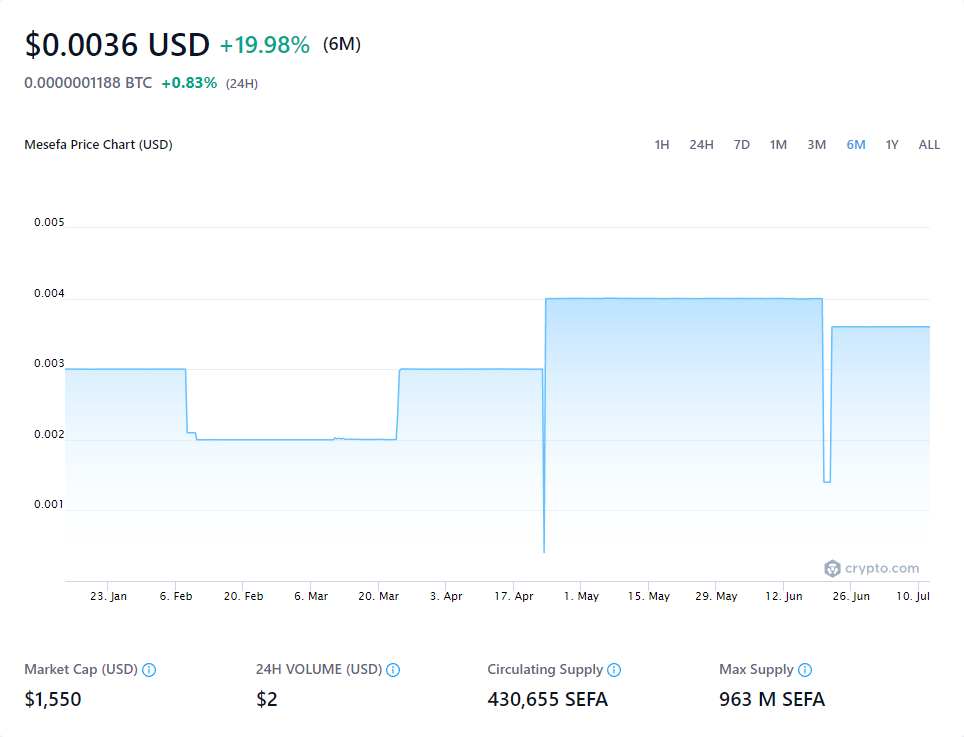 $0.0036 USD +19.98% (6M)
0.0000001188 BTC +0.83% (24H)
Mesefa Price Chart (USD) 1H 24H 7D 1M 3M 6M 1Y ALL
0.005
0.004
0.003
0.002
0.001
crypto.com
23. Jan 6. Feb 20. Feb 6. Mar 20. Mar 3. Apr 17. Apr 1. May 15. May 29. May 12. Jun 26. Jun 10. Jul
Market Cap (USD) 24H VOLUME (USD) Circulating Supply Max Supply
$1,550 $2 430,655 SEFA 963 M SEFA